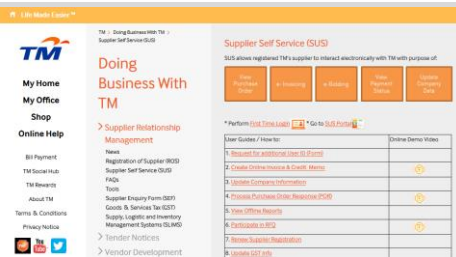 Life Made Easier™
TM
My Home
My Office
Shop
Online Help
Bill Payment
TM Social Hub
TM Rewards
About TM
Terms & Conditions
Privacy Notice
TM > Doing Business With TM >
Supplier Self Service (SUS)
Doing
Business With
TM
> Supplier Relationship
Management
News
Registration of Supplier (ROS)
Supplier Self Service (SUS)
FAQs
Tools
Supplier Enquiry Form (SEF)
Goods & Services Tax (GST)
Supply, Logistic and Inventory
Management Systems (SLIMS)
> Tender Notices
> Vendor Development
Supplier Self Service (SUS)
SUS allows registered TM's supplier to interact electronically with TM with purpose of:
View
Purchase
Order
e-Invoicing
e-Bidding
View
Payment
Status
Update
Company
Data
* Perform First Time Login * Go to SUS Portal
User Guides / How to: Online Demo Video
1. Request for additional User ID (Form)
2. Create Online Invoice & Credit Memo
3. Update Company Information
4. Process Purchase Order Response (POR)
5. View Offline Reports
6. Participate in RFQ
7. Renew Supplier Registration
8. Update GST Info